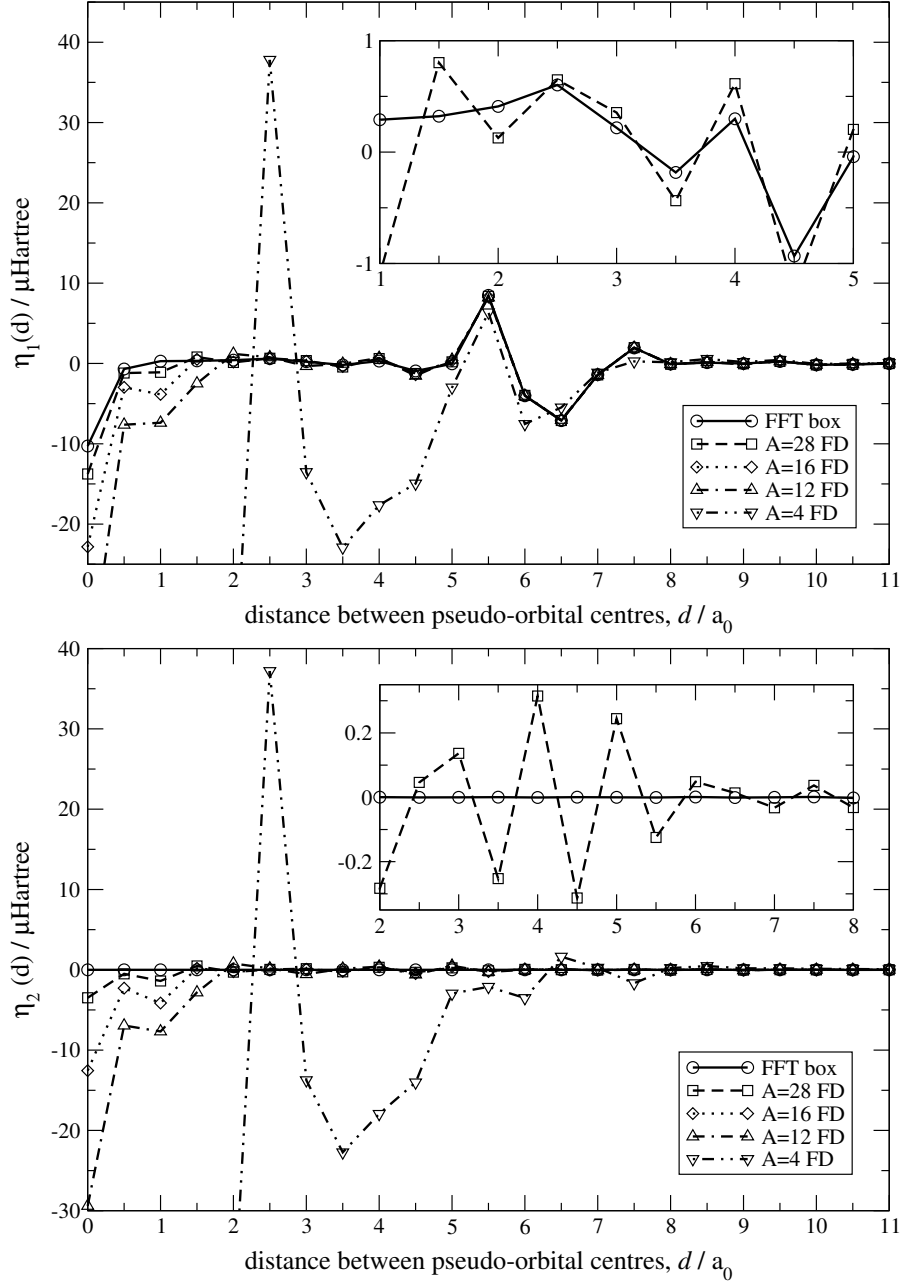 40
30
20
10
0
-10
-20
η1(d) / μHartree
1
0
-1
1 2 3 4 5
FFT box
A=28 FD
A=16 FD
A=12 FD
A=4 FD
0 1 2 3 4 5 6 7 8 9 10 11
distance between pseudo-orbital centres, d / a0
40
30
20
10
0
-10
-20
-30
η2 (d) / μHartree
0.2
0
-0.2
2 3 4 5 6 7 8
FFT box
A=28 FD
A=16 FD
A=12 FD
A=4 FD
0 1 2 3 4 5 6 7 8 9 10 11
distance between pseudo-orbital centres, d / a0